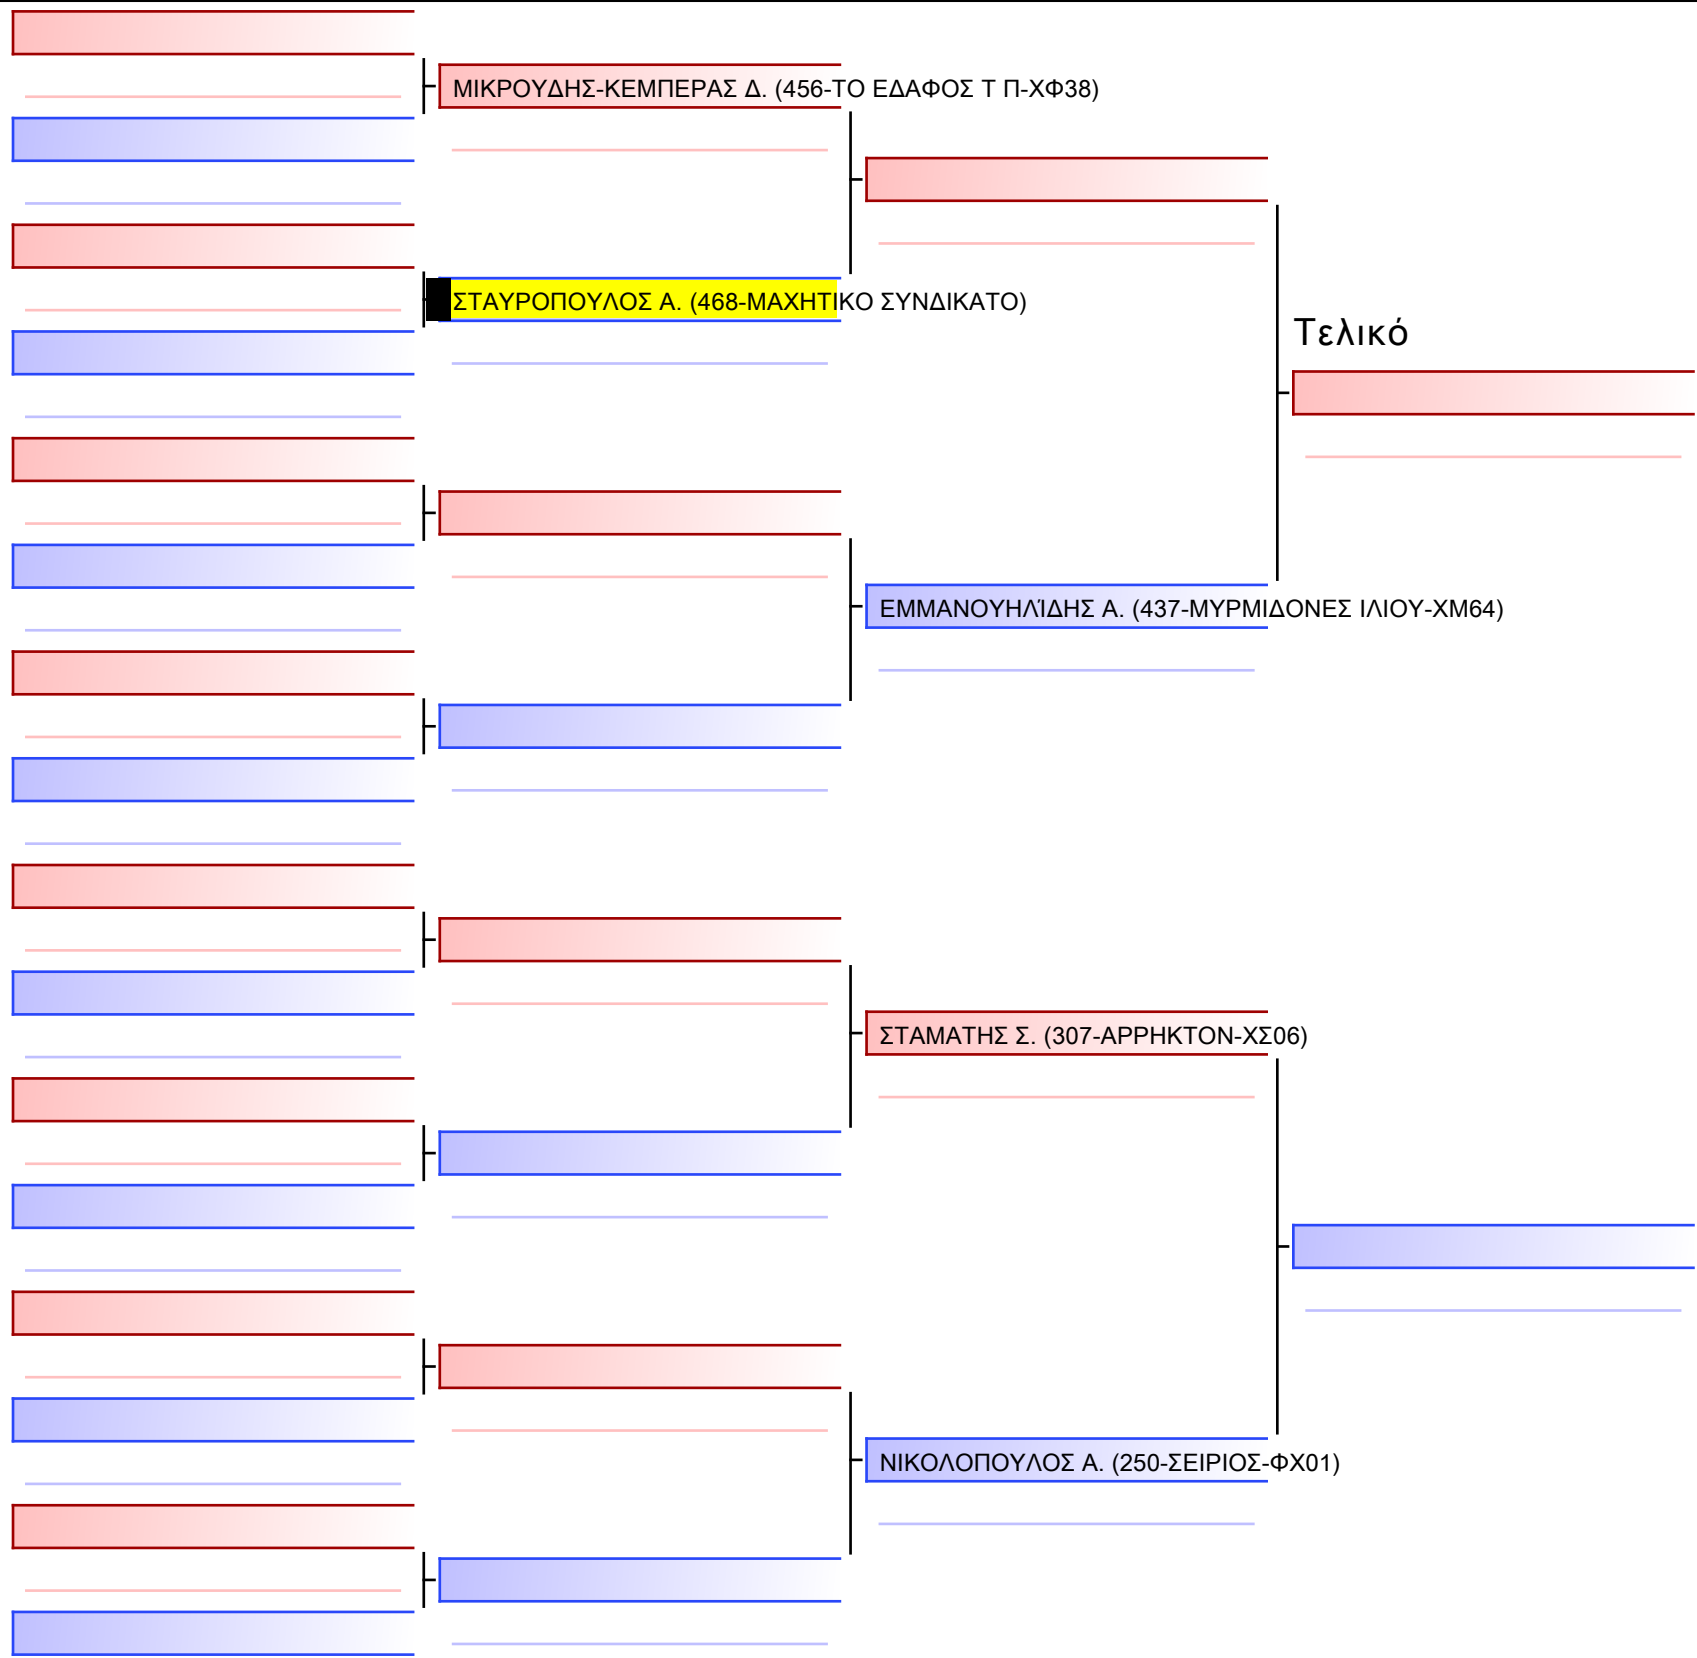 ΜΙΚΡΟΥΔΗΣ-ΚΕΜΠΕΡΑΣ Δ. (456-ΤΟ ΕΔΑΦΟΣ Τ Π-ΧΦ38)
ΣΤΑΥΡΟΠΟΥΛΟΣ Α. (468-ΜΑΧΗΤΙΚΟ ΣΥΝΔΙΚΑΤΟ)
Τελικό
ΕΜΜΑΝΟΥΗΛΊΔΗΣ Α. (437-ΜΥΡΜΙΔΟΝΕΣ ΙΛΙΟΥ-ΧΜ64)
ΣΤΑΜΑΤΗΣ Σ. (307-ΑΡΡΗΚΤΟΝ-ΧΣ06)
ΝΙΚΟΛΟΠΟΥΛΟΣ Α. (250-ΣΕΙΡΙΟΣ-ΦΧ01)